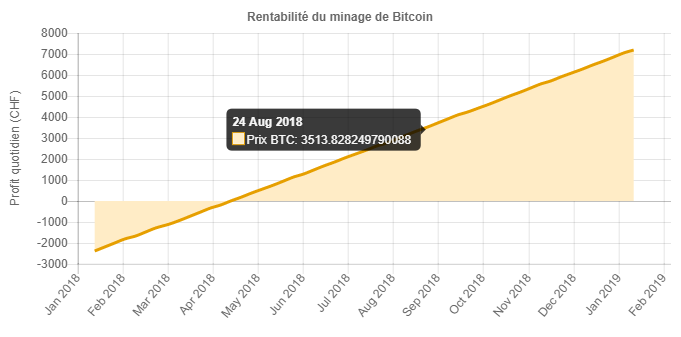 Rentabilité du minage de Bitcoin
Profit quotidien (CHF)
8000
7000
6000
5000
4000
3000
2000
1000
0
-1000
-2000
-3000
24 Aug 2018
Prix BTC: 3513.828249790088
Jan 2018
Feb 2018
Mar 2018
Apr 2018
May 2018
Jun 2018
Jul 2018
Aug 2018
Sep 2018
Oct 2018
Nov 2018
Dec 2018
Jan 2019
Feb 2019